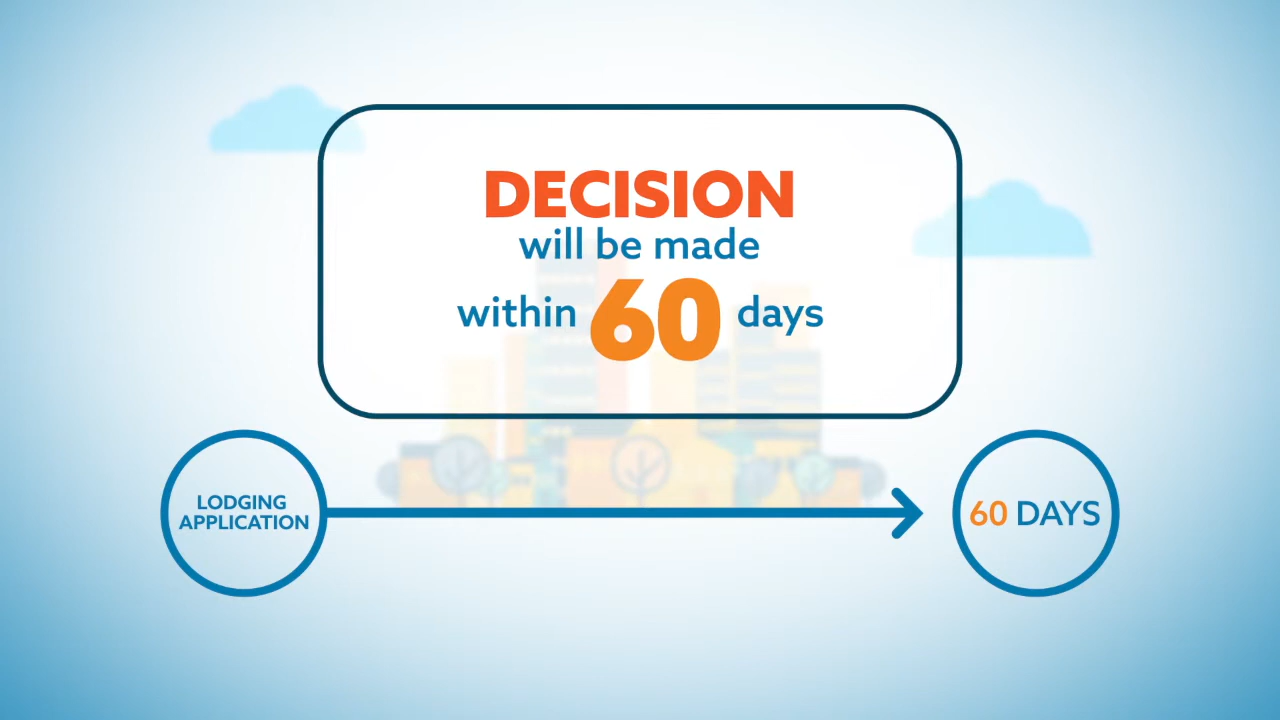 DECISION
will be made
within 60 days
LODGING
APPLICATION
60 DAYS